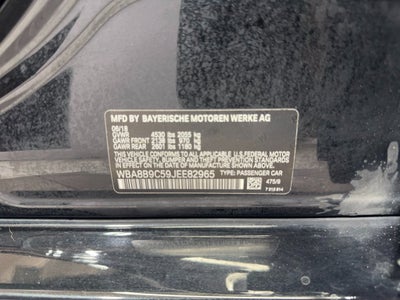 MFD BY BAYERISCHE MOTOREN WERKE AG
06/18
GVWR 4530 lbs 2055 kg
GAWR FRONT 2138 lbs 970 kg
GAWR REAR 2601 lbs 1180 kg
THIS VEHICLE CONFORMS TO ALL APPLICABLE
U.S. FEDERAL MOTOR VEHICLE SAFETY, BUMPER,
AND THEFT PREVENTION STANDARDS IN EFFECT
ON THE DATE OF MANUFACTURE SHOWN ABOVE.
WBA8B9C59JEE82965 TYPE: PASSENGER CAR
475/9